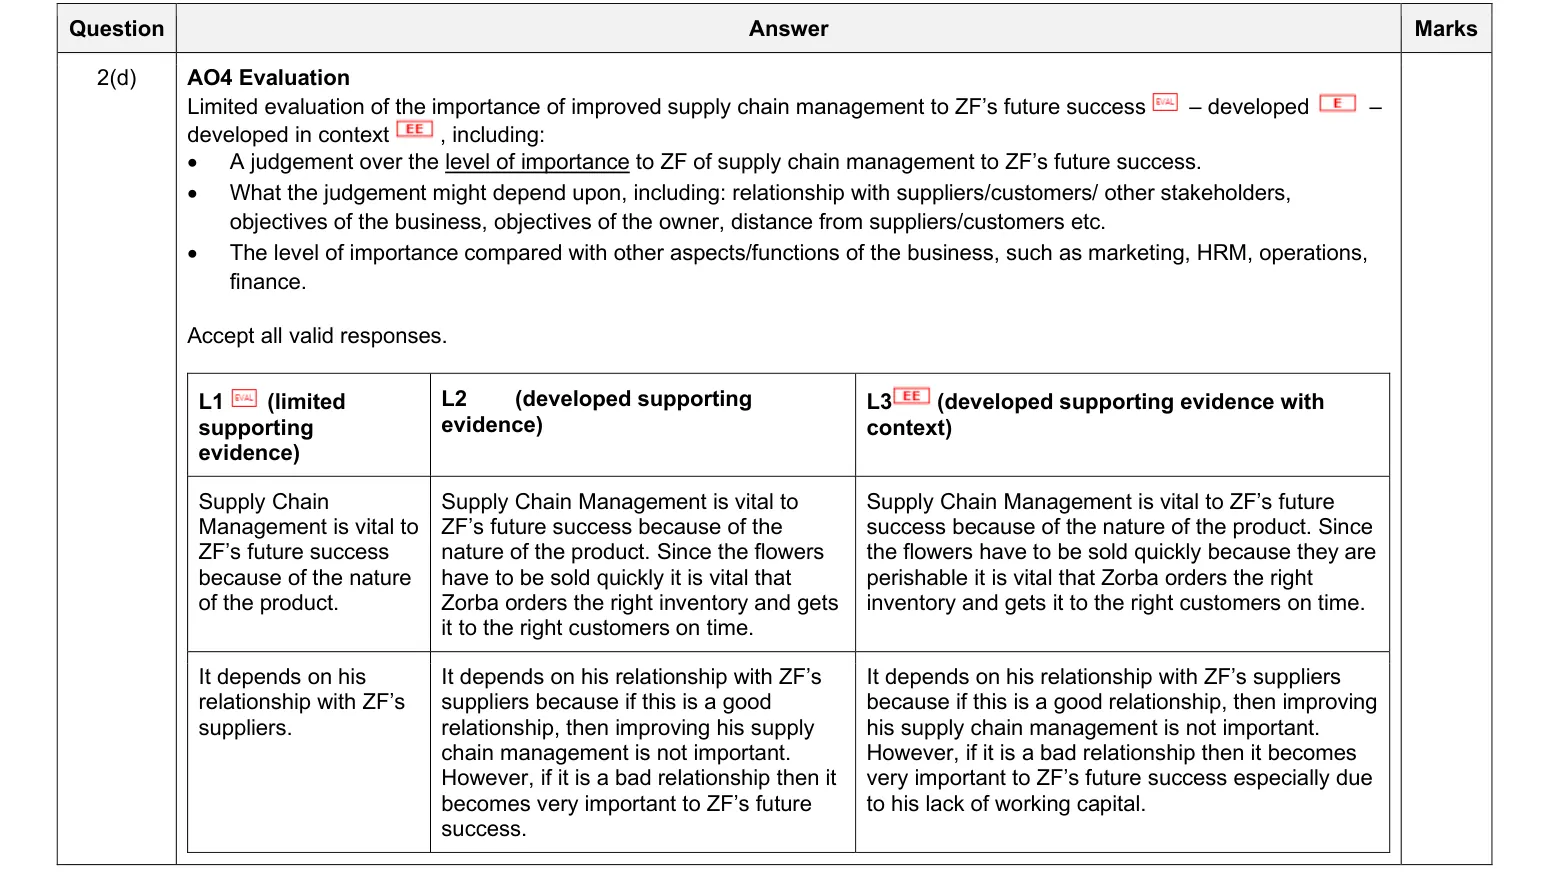 Question Answer Marks
2(d) AO4 Evaluation
Limited evaluation of the importance of improved supply chain management to ZF's future success EVAL – developed E –
developed in context EE , including:
• A judgement over the level of importance to ZF of supply chain management to ZF's future success.
• What the judgement might depend upon, including: relationship with suppliers/customers/ other stakeholders,
objectives of the business, objectives of the owner, distance from suppliers/customers etc.
• The level of importance compared with other aspects/functions of the business, such as marketing, HRM, operations,
finance.
Accept all valid responses.
L1 EVAL (limited
supporting
evidence)
L2 (developed supporting
evidence)
L3 EE (developed supporting evidence with
context)
Supply Chain
Management is vital to
ZF's future success
because of the nature
of the product.
Supply Chain Management is vital to
ZF's future success because of the
nature of the product. Since the flowers
have to be sold quickly it is vital that
Zorba orders the right inventory and gets
it to the right customers on time.
Supply Chain Management is vital to ZF's future
success because of the nature of the product. Since
the flowers have to be sold quickly because they are
perishable it is vital that Zorba orders the right
inventory and gets it to the right customers on time.
It depends on his
relationship with ZF's
suppliers.
It depends on his relationship with ZF's
suppliers because if this is a good
relationship, then improving his supply
chain management is not important.
However, if it is a bad relationship then it
becomes very important to ZF's future
success.
It depends on his relationship with ZF's suppliers
because if this is a good relationship, then improving
his supply chain management is not important.
However, if it is a bad relationship then it becomes
very important to ZF's future success especially due
to his lack of working capital.